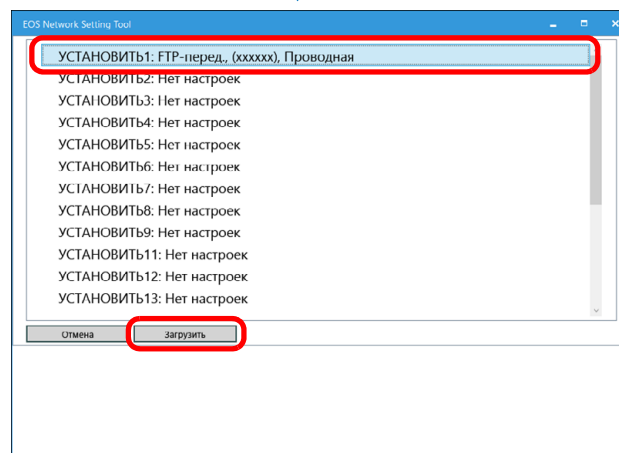 EOS Network Setting Tool
УСТАНОВИТЬ1: FTP-перед., (xxxxxx), Проводная
УСТАНОВИТЬ2: Нет настроек
УСТАНОВИТЬ3: Нет настроек
УСТАНОВИТЬ4: Нет настроек
УСТАНОВИТЬ5: Нет настроек
УСТАНОВИТЬ6: Нет настроек
УСТАНОВИТЬ7: Нет настроек
УСТАНОВИТЬ8: Нет настроек
УСТАНОВИТЬ9: Нет настроек
УСТАНОВИТЬ11: Нет настроек
УСТАНОВИТЬ12: Нет настроек
УСТАНОВИТЬ13: Нет настроек
Отмена Загрузить